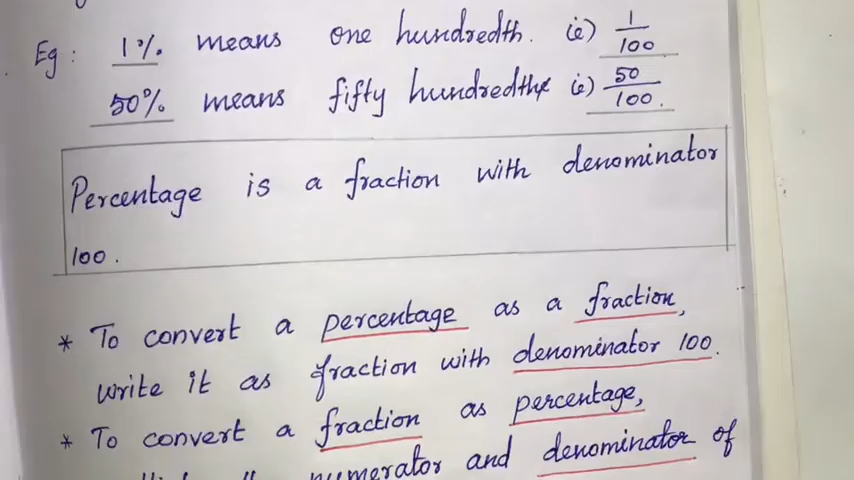 Eg : 1% means one hundredth. (ie) 1/100
50% means fifty hundredths (ie) 50/100.
Percentage is a fraction with denominator
100.
* To convert a percentage as a fraction,
write it as fraction with denominator 100.
* To convert a fraction as percentage,
numerator and denominator of